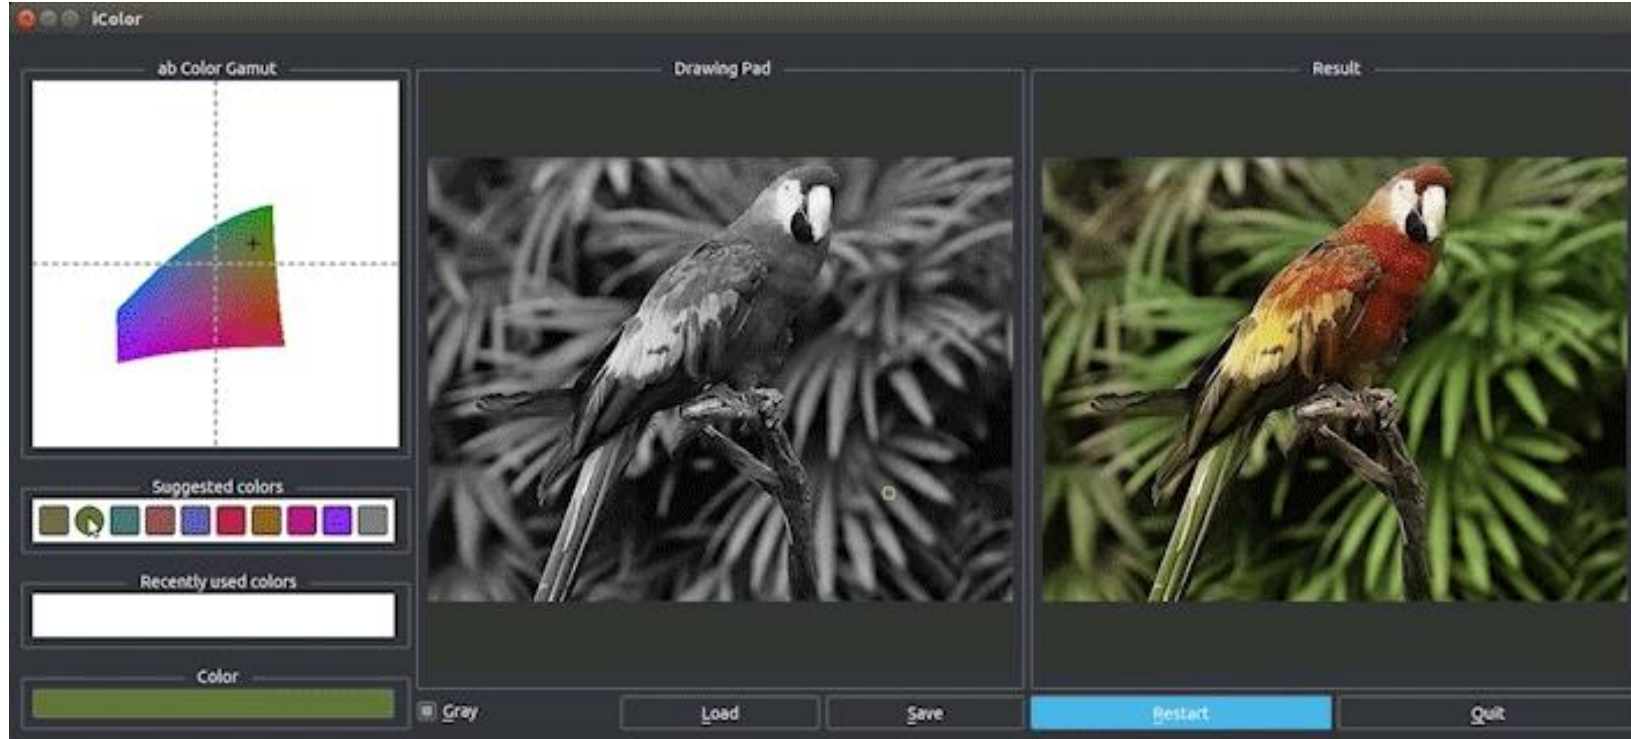 iColor
ab Color Gamut
Drawing Pad
Result
Suggested colors
Recently used colors
Color
Gray
Load
Save
Restart
Quit